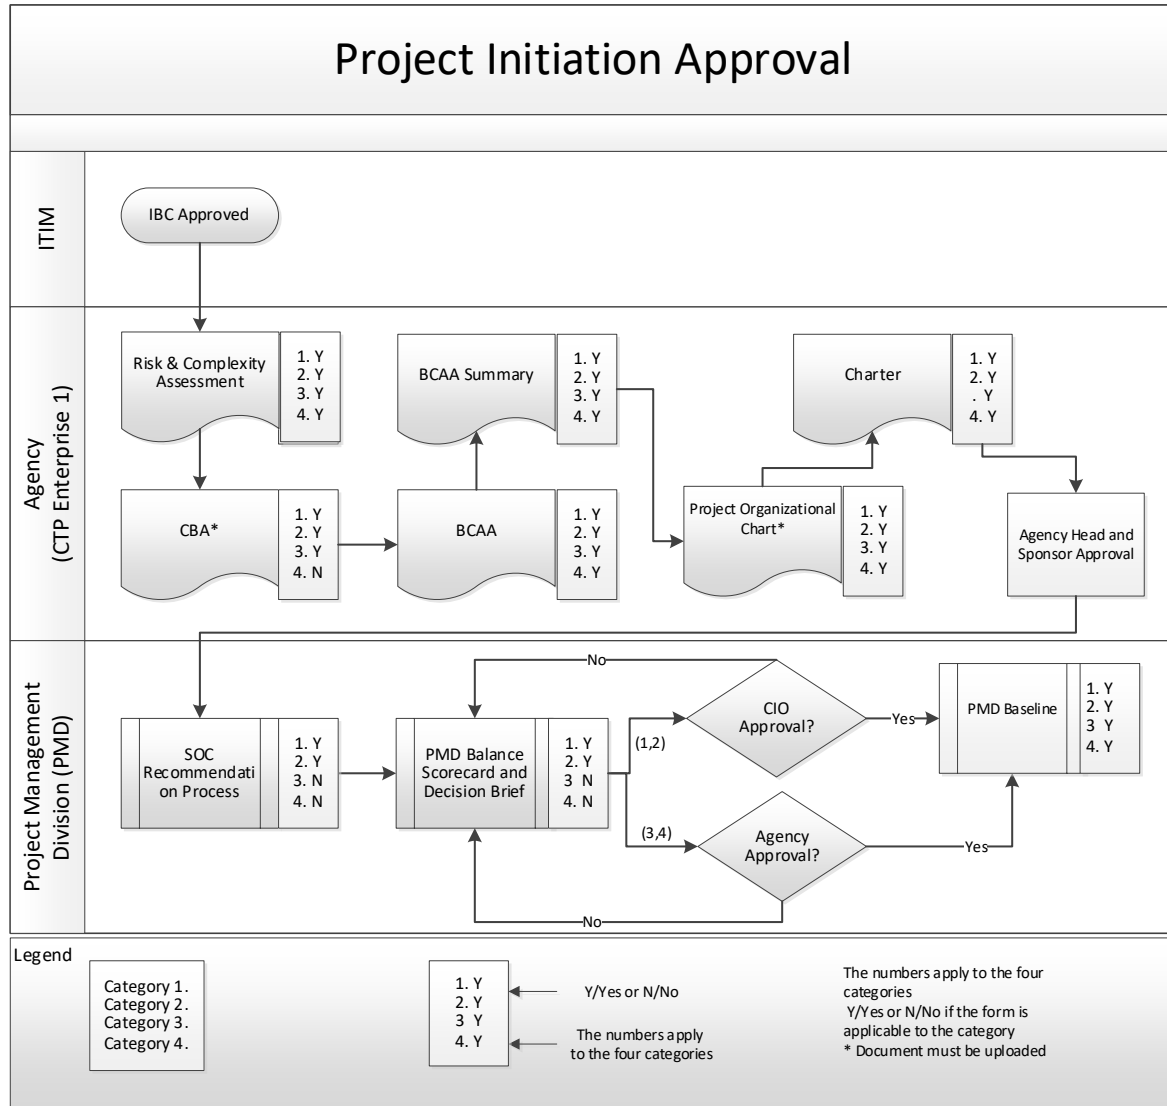 Project Initiation Approval
ITIM
IBC Approved
Agency
(CTP Enterprise 1)
Risk & Complexity
Assessment
1. Y
2. Y
3. Y
4. Y
BCAA Summary
1. Y
2. Y
3. Y
4. Y
Charter
1. Y
2. Y
. Y
4. Y
CBA*
1. Y
2. Y
3. Y
4. N
BCAA
1. Y
2. Y
3. Y
4. Y
Project Organizational
Chart*
1. Y
2. Y
3. Y
4. Y
Agency Head and
Sponsor Approval
Project Management
Division (PMD)
SOC
Recommendati
on Process
1. Y
2. Y
3. N
4. N
PMD Balance
Scorecard and
Decision Brief
1. Y
2. Y
3 N
4. N
No
(1,2)
CIO
Approval?
Yes
PMD Baseline
1. Y
2. Y
3 Y
4. Y
(3,4)
Agency
Approval?
Yes
No
Legend
Category 1.
Category 2.
Category 3.
Category 4.
1. Y
2. Y
3 Y
4. Y
Y/Yes or N/No
The numbers apply
to the four categories
The numbers apply to the four
categories
Y/Yes or N/No if the form is
applicable to the category
* Document must be uploaded